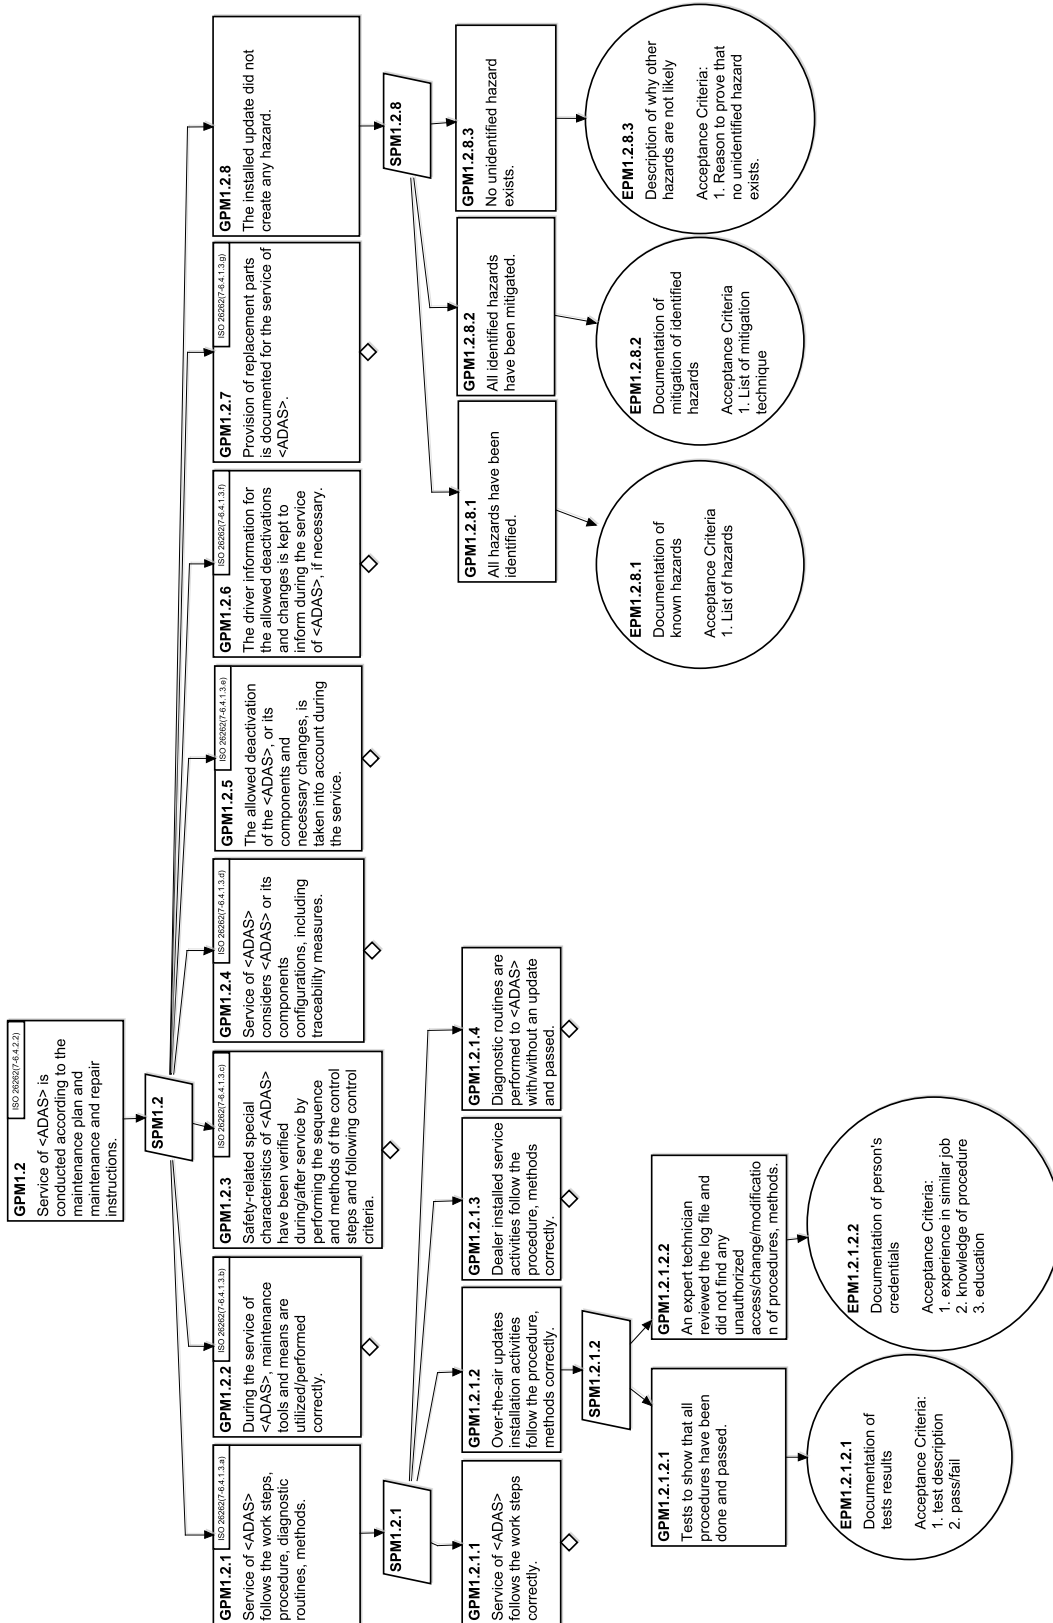 GPM1.2
ISO 26262(7-6.4.2.2)
Service of <ADAS> is
conducted according to the
maintenance plan and
maintenance and repair
instructions.
SPM1.2
GPM1.2.1
ISO 26262(7-6.4.1.3.a)
Service of <ADAS>
follows the work steps,
procedure, diagnostic
routines, methods.
GPM1.2.2
ISO 26262(7-6.4.1.3.b)
During the service of
<ADAS>, maintenance
tools and means are
utilized/performed
correctly.
GPM1.2.3
ISO 26262(7-6.4.1.3.c)
Safety-related special
characteristics of <ADAS>
have been verified
during/after service by
performing the sequence
and methods of the control
steps and following control
criteria.
GPM1.2.4
ISO 26262(7-6.4.1.3.d)
Service of <ADAS>
considers <ADAS> or its
components
configurations, including
traceability measures.
GPM1.2.5
ISO 26262(7-6.4.1.3.e)
The allowed deactivation
of the <ADAS>, or its
components and
necessary changes, is
taken into account during
the service.
GPM1.2.6
ISO 26262(7-6.4.1.3.f)
The driver information for
the allowed deactivations
and changes is kept to
inform during the service
of <ADAS>, if necessary.
GPM1.2.7
ISO 26262(7-6.4.1.3.g)
Provision of replacement parts
is documented for the service of
<ADAS>.
GPM1.2.8
The installed update did not
create any hazard.
SPM1.2.1
SPM1.2.8
GPM1.2.1.1
Service of <ADAS>
follows the work steps
correctly.
GPM1.2.1.2
Over-the-air updates
installation activities
follow the procedure,
methods correctly.
GPM1.2.1.3
Dealer installed service
activities follow the
procedure, methods
correctly.
GPM1.2.1.4
Diagnostic routines are
performed to <ADAS>
with/without an update
and passed.
GPM1.2.8.1
All hazards have been
identified.
GPM1.2.8.2
All identified hazards
have been mitigated.
GPM1.2.8.3
No unidentified hazard
exists.
SPM1.2.1.2
EPM1.2.8.1
Documentation of
known hazards
Acceptance Criteria
1. List of hazards
EPM1.2.8.2
Documentation of
mitigation of identified
hazards
Acceptance Criteria
1. List of mitigation
technique
EPM1.2.8.3
Description of why other
hazards are not likely
Acceptance Criteria:
1. Reason to prove that
no unidentified hazard
exists.
GPM1.2.1.2.1
Tests to show that all
procedures have been
done and passed.
GPM1.2.1.2.2
An expert technician
reviewed the log file and
did not find any
unauthorized
access/change/modificatio
n of procedures, methods.
EPM1.2.1.2.1
Documentation of
tests results
Acceptance Criteria:
1. test description
2. pass/fail
EPM1.2.1.2.2
Documentation of person's
credentials
Acceptance Criteria:
1. experience in similar job
2. knowledge of procedure
3. education